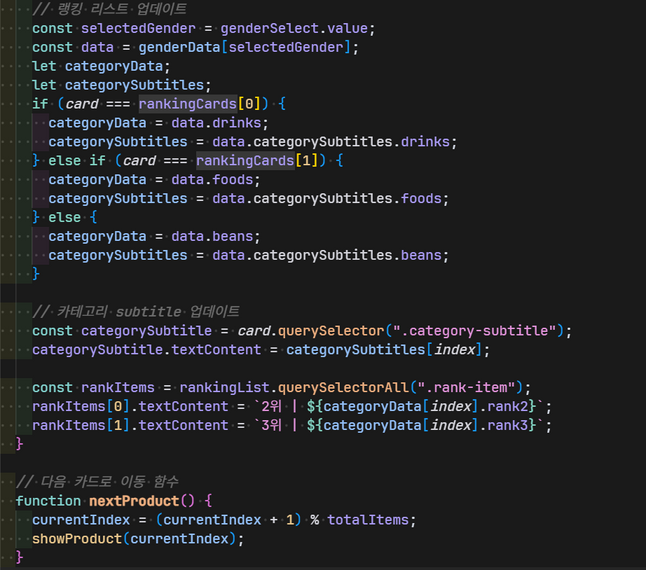 // 랭킹 리스트 업데이트
const selectedGender = genderSelect.value;
const data = genderData[selectedGender];
let categoryData;
let categorySubtitles;
if (card === rankingCards[0]) {
categoryData = data.drinks;
categorySubtitles = data.categorySubtitles.drinks;
} else if (card === rankingCards[1]) {
categoryData = data.foods;
categorySubtitles = data.categorySubtitles.foods;
} else {
categoryData = data.beans;
categorySubtitles = data.categorySubtitles.beans;
}
// 카테고리 subtitle 업데이트
const categorySubtitle = card.querySelector(".category-subtitle");
categorySubtitle.textContent = categorySubtitles[index];
const rankItems = rankingList.querySelectorAll(".rank-item");
rankItems[0].textContent = `2위 | ${categoryData[index].rank2}`;
rankItems[1].textContent = `3위 | ${categoryData[index].rank3}`;
}
// 다음 카드로 이동 함수
function nextProduct() {
currentIndex = (currentIndex + 1) % totalItems;
showProduct(currentIndex);
}